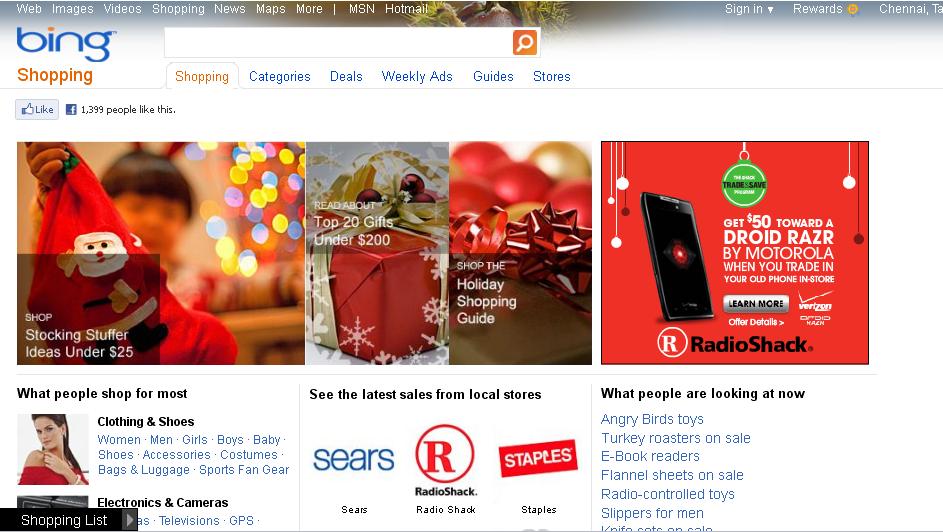 Web Images Videos Shopping News Maps More | MSN Hotmail Sign in ▼ Rewards Chennai, Ta
bing™
Shopping
Shopping Categories Deals Weekly Ads Guides Stores
Like 1,399 people like this.
SHOP
Stocking Stuffer
Ideas Under $25
READ ABOUT
Top 20 Gifts
Under $200
SHOP THE
Holiday
Shopping
Guide
THE SHACK
TRADE&SAVE
PROGRAM
GET $50 TOWARD A
DROID RAZR
BY MOTOROLA
WHEN YOU TRADE IN
YOUR OLD PHONE IN-STORE
LEARN MORE
Offer Details >
verizon
DROID
RAZR
R RadioShack.
What people shop for most
Clothing & Shoes
Women · Men · Girls · Boys · Baby ·
Shoes · Accessories · Costumes ·
Bags & Luggage · Sports Fan Gear
Electronics & Cameras
as · Televisions · GPS ·
Shopping List
See the latest sales from local stores
sears
R
RadioShack.
STAPLES
Sears Radio Shack Staples
What people are looking at now
Angry Birds toys
Turkey roasters on sale
E-Book readers
Flannel sheets on sale
Radio-controlled toys
Slippers for men
Knife sets on sale